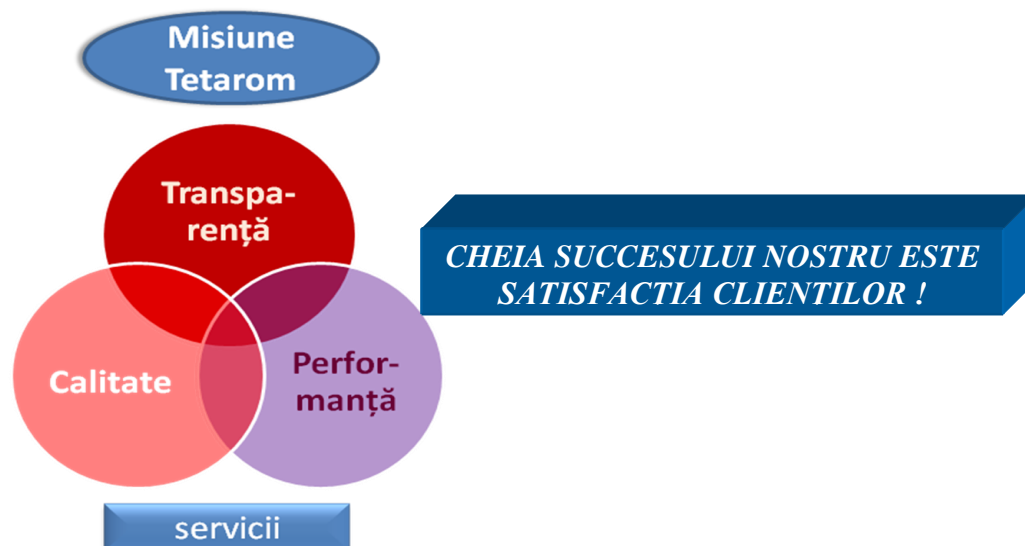 Misiune
Tetarom
Transpa-
rență
CHEIA SUCCESULUI NOSTRU ESTE
SATISFACTIA CLIENTILOR !
Calitate
Perfor-
manță
servicii